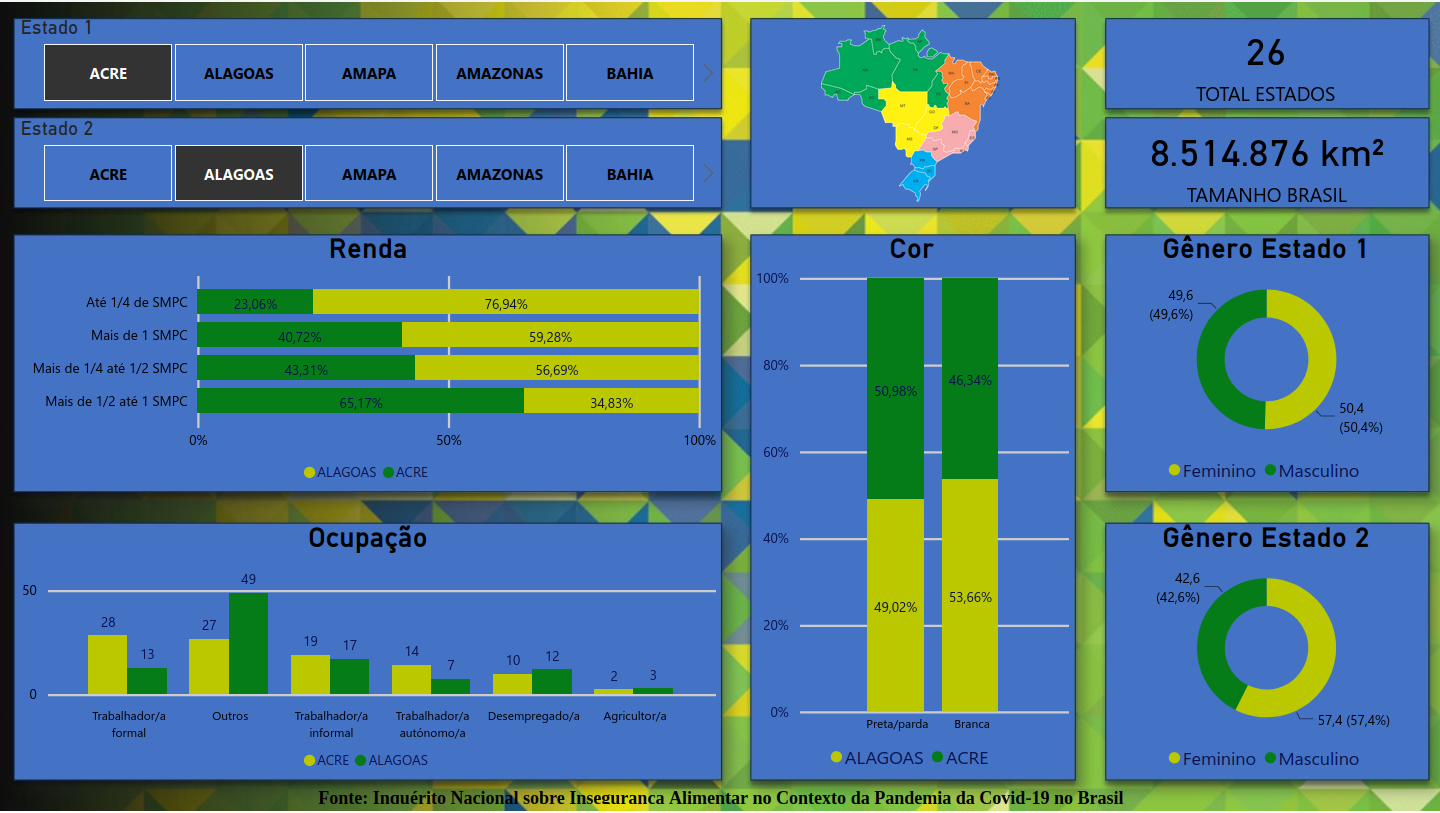 Estado 1
ACRE
ALAGOAS
AMAPA
AMAZONAS
BAHIA
Estado 2
ACRE
ALAGOAS
AMAPA
AMAZONAS
BAHIA
26
TOTAL ESTADOS
8.514.876 km²
TAMANHO BRASIL
Renda
Até 1/4 de SMPC
23,06%
76,94%
Mais de 1 SMPC
40,72%
59,28%
Mais de 1/4 até 1/2 SMPC
43,31%
56,69%
Mais de 1/2 até 1 SMPC
65,17%
34,83%
0%
50%
100%
ALAGOAS
ACRE
Cor
100%
80%
60%
40%
20%
0%
50,98%
46,34%
49,02%
53,66%
Preta/parda
Branca
ALAGOAS
ACRE
Gênero Estado 1
49,6
(49,6%)
50,4
(50,4%)
Feminino
Masculino
Ocupação
50
0
28
13
27
49
19
17
14
7
10
12
2
3
Trabalhador/a
formal
Outros
Trabalhador/a
informal
Trabalhador/a
autónomo/a
Desempregado/a
Agricultor/a
ACRE
ALAGOAS
Gênero Estado 2
42,6
(42,6%)
57,4 (57,4%)
Feminino
Masculino
Fonte: Inquérito Nacional sobre Insegurança Alimentar no Contexto da Pandemia da Covid-19 no Brasil